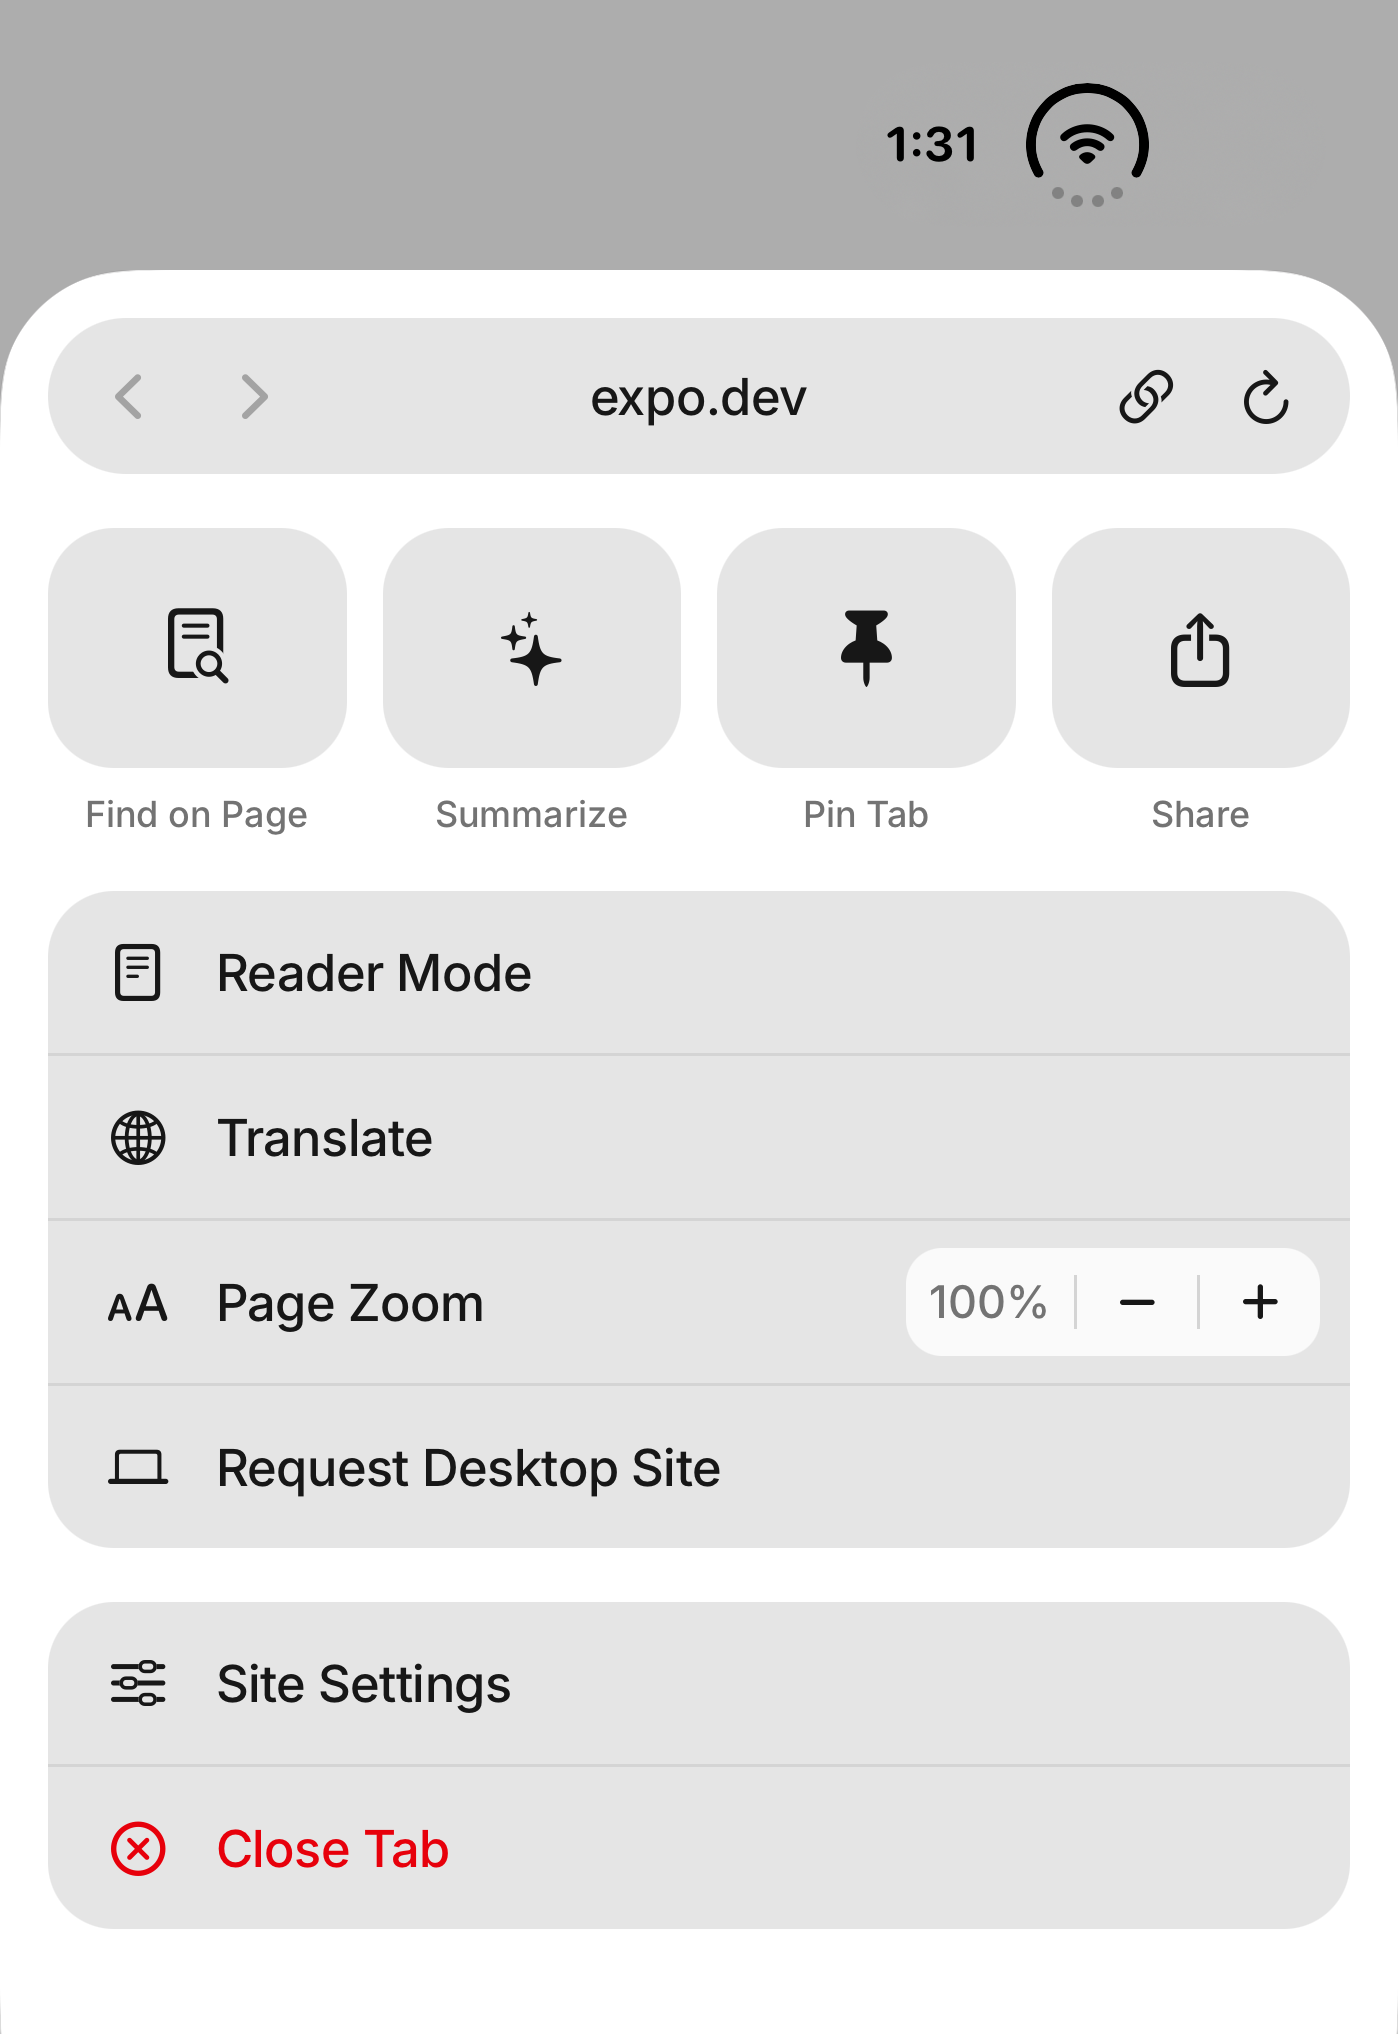 1:31
expo.dev
Find on Page
Summarize
Pin Tab
Share
Reader Mode
Translate
AA Page Zoom 100% − +
Request Desktop Site
Site Settings
Close Tab